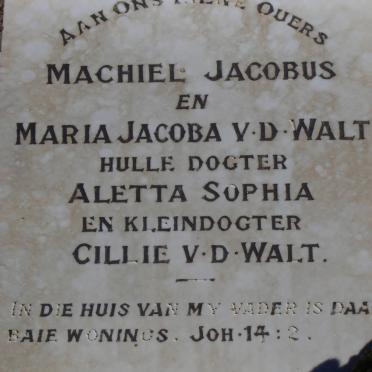 AAN ONS OUERS
MACHIEL JACOBUS
EN
MARIA JACOBA V·D·WALT
HULLE DOGTER
ALETTA SOPHIA
EN KLEINDOGTER
CILLIE V·D·WALT.
IN DIE HUIS VAN MY VADER IS DAA
BAIE WONINGS. JOH·14:2.